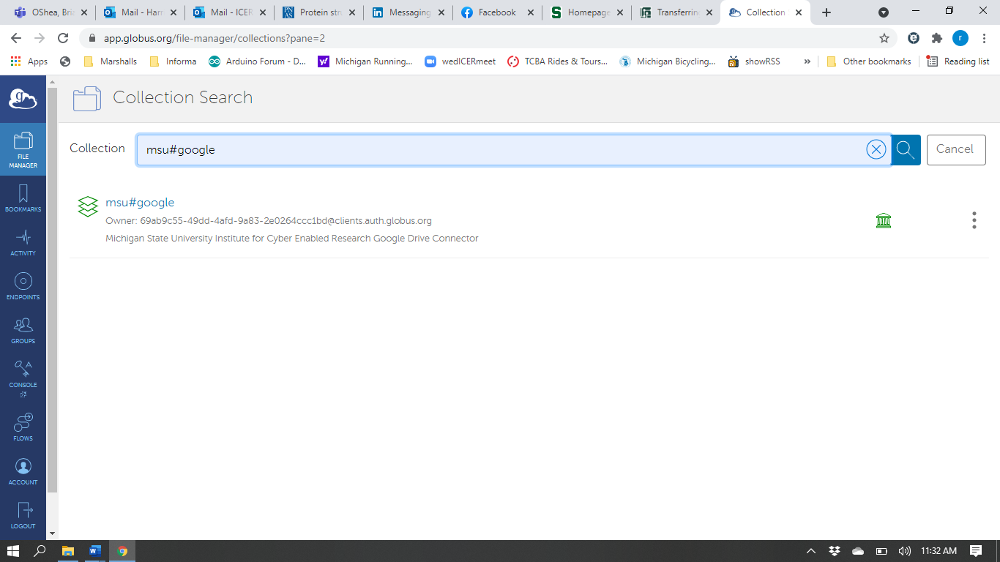 OShea, Bria
Mail - Harr
Mail - ICER
Protein stru
Messaging
Facebook
Homepage
Transferring
Collection
app.globus.org/file-manager/collections?pane=2
Apps
Marshalls
Informa
Arduino Forum - D...
Michigan Running...
wedICERmeet
TCBA Rides & Tours...
Michigan Bicycling...
showRSS
»
Other bookmarks
Reading list
Collection Search
Collection
msu#google
Cancel
msu#google
Owner: 69ab9c55-49dd-4afd-9a83-2e0264ccc1bd@clients.auth.globus.org
Michigan State University Institute for Cyber Enabled Research Google Drive Connector
FILE
MANAGER
BOOKMARKS
ACTIVITY
ENDPOINTS
GROUPS
CONSOLE
FLOWS
ACCOUNT
LOGOUT
11:32 AM